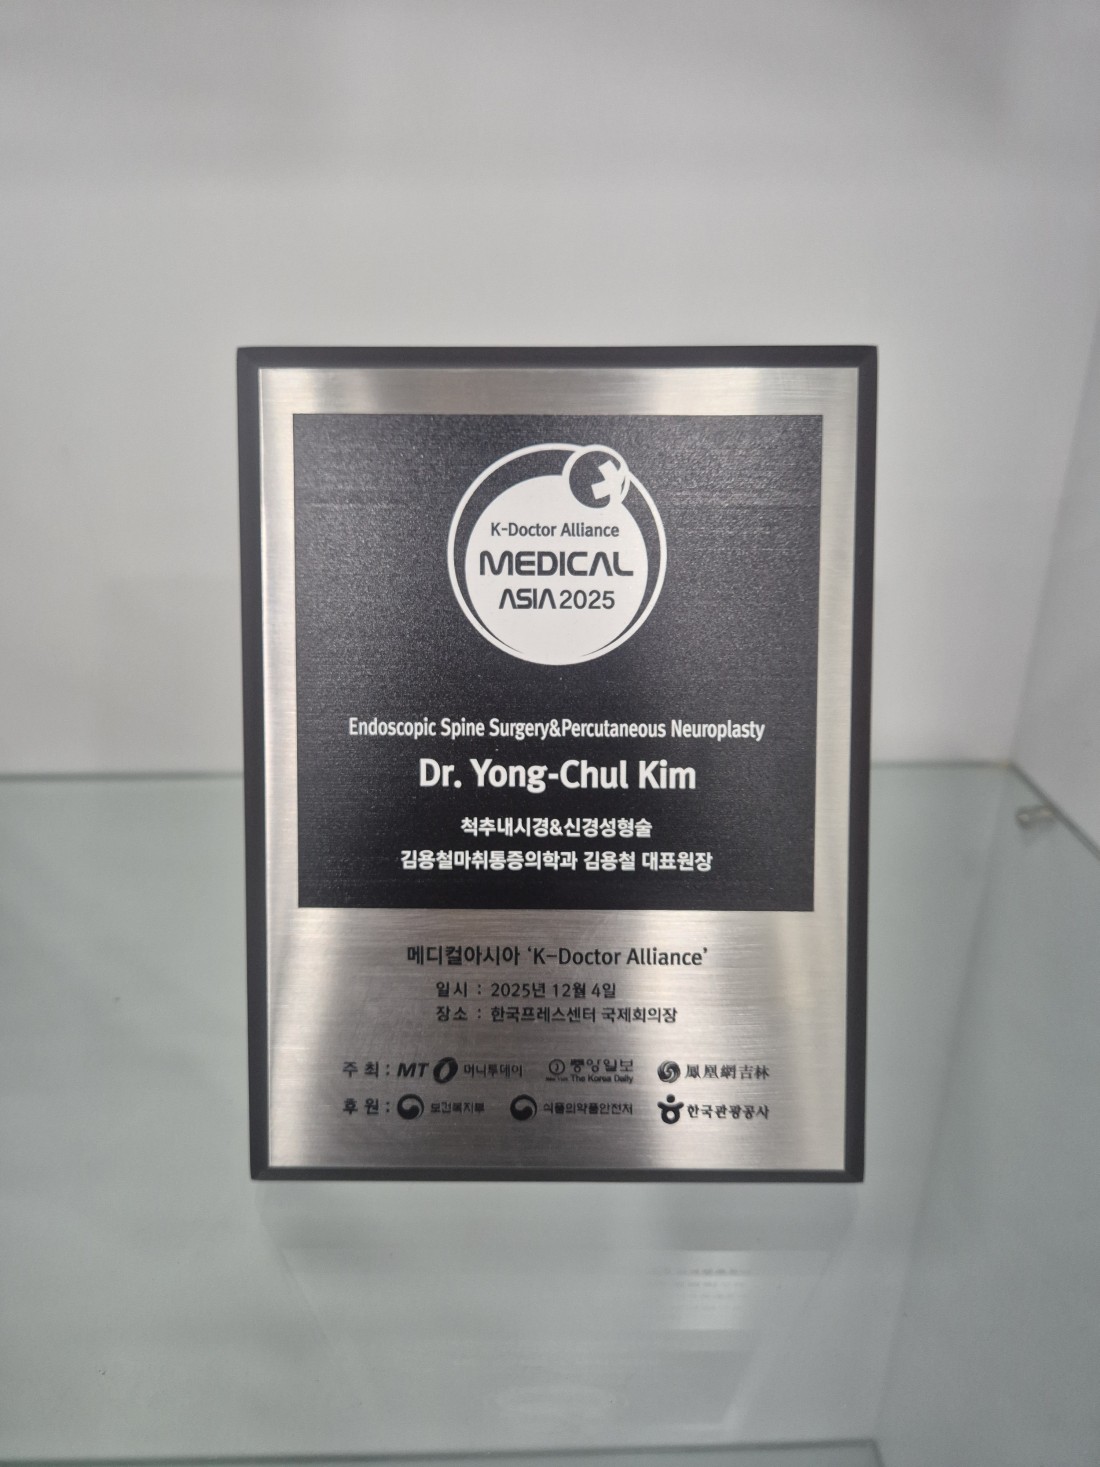 K-Doctor Alliance
MEDICAL
ASIA 2025
Endoscopic Spine Surgery&Percutaneous Neuroplasty
Dr. Yong-Chul Kim
척추내시경&신경성형술
김용철마취통증의학과 김용철 대표원장
메디컬아시아 ‘K-Doctor Alliance’
일시 : 2025년 12월 4일
장소 : 한국프레스센터 국제회의장
주최 : MT 머니투데이 중앙일보 The Korea Daily 鳳凰網吉林
후원 : 보건복지부 식품의약품안전처 한국관광공사